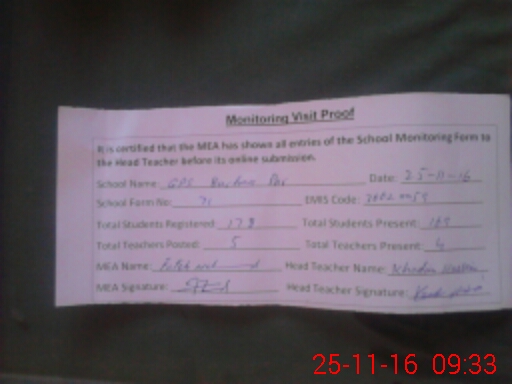 Monitoring Visit Proof
It is certified that the MEA has shown all entries of the School Monitoring Form to
the Head Teacher before its online submission.
School Name: GPS Date: 25-11-16
School Form No: 71 EMIS Code:
Total Students Registered: 178 Total Students Present:
Total Teachers Posted: 5 Total Teachers Present: 4
MEA Name: Head Teacher Name:
MEA Signature: Head Teacher Signature:
25-11-16 09:33